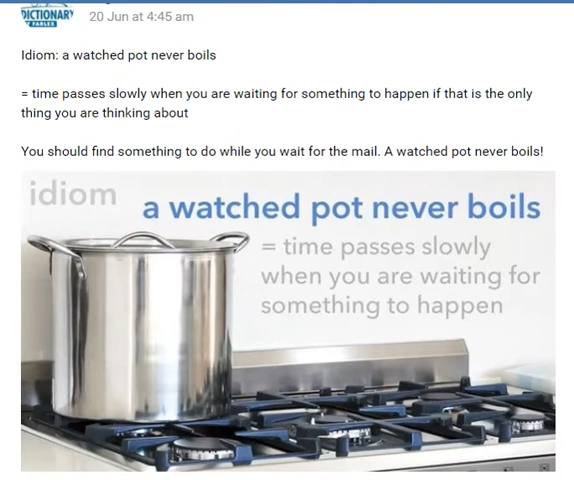 DICTIONARY
20 Jun at 4:45 am
Idiom: a watched pot never boils
= time passes slowly when you are waiting for something to happen if that is the only
thing you are thinking about
You should find something to do while you wait for the mail. A watched pot never boils!
idiom
a watched pot never boils
= time passes slowly
when you are waiting for
something to happen